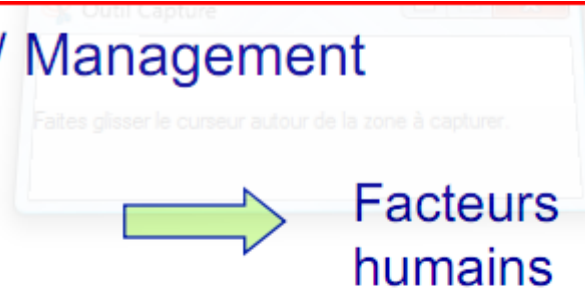 Outil Capture
/ Management
Faites glisser le curseur autour de la zone à capturer.
Facteurs
humains